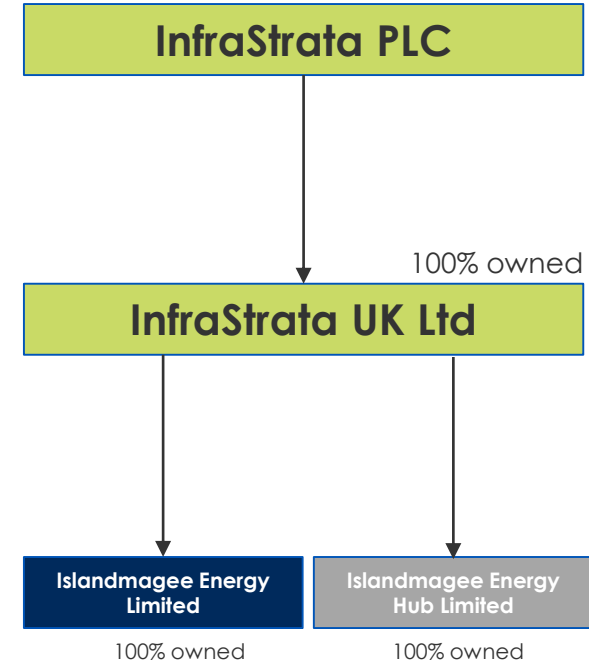 InfraStrata PLC
100% owned
InfraStrata UK Ltd
Islandmagee Energy
Limited
Islandmagee Energy
Hub Limited
100% owned
100% owned